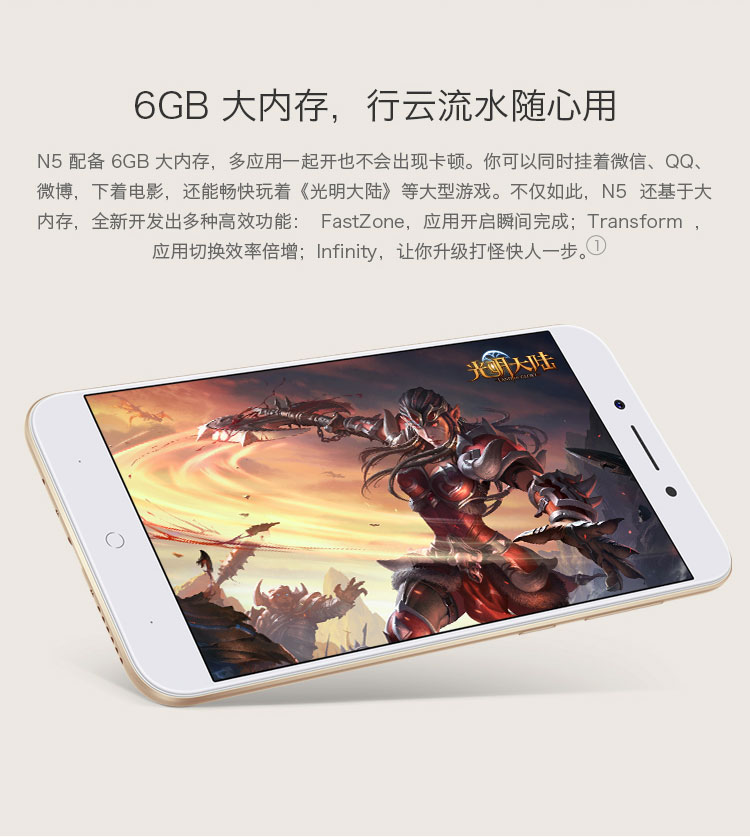 6GB 大内存，行云流水随心用
N5 配备 6GB 大内存，多应用一起开也不会出现卡顿。你可以同时挂着微信、QQ、
微博，下着电影，还能畅快玩着《光明大陆》等大型游戏。不仅如此，N5 还基于大
内存，全新开发出多种高效功能： FastZone，应用开启瞬间完成；Transform ，
应用切换效率倍增；Infinity，让你升级打怪快人一步。①
光明大陆